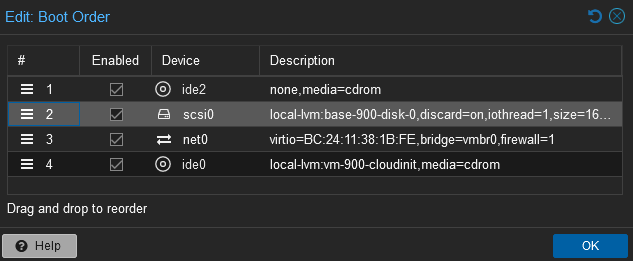 Edit: Boot Order
# Enabled Device Description
1 ide2 none,media=cdrom
2 scsi0 local-lvm:base-900-disk-0,discard=on,iothread=1,size=16...
3 net0 virtio=BC:24:11:38:1B:FE,bridge=vmbr0,firewall=1
4 ide0 local-lvm:vm-900-cloudinit,media=cdrom
Drag and drop to reorder
? Help OK